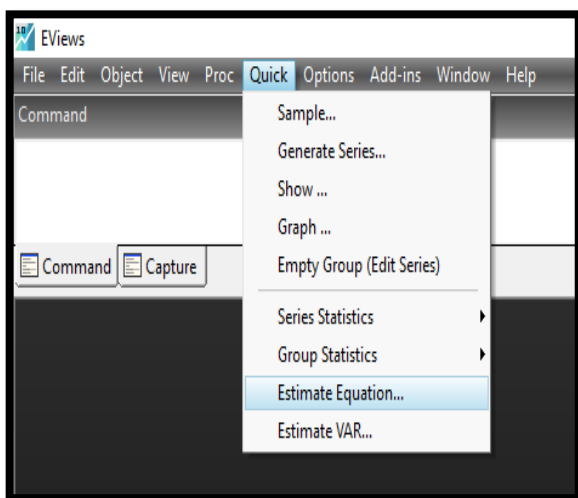 10 EViews
File Edit Object View Proc Quick Options Add-ins Window Help
Command
Sample...
Generate Series...
Show ...
Graph ...
Empty Group (Edit Series)
Command Capture
Series Statistics
Group Statistics
Estimate Equation...
Estimate VAR...